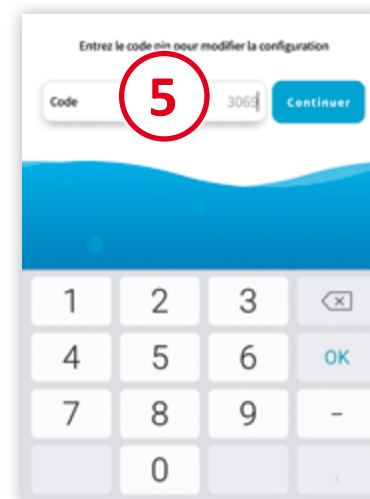 Entrez le code pin pour modifier la configuration
Code 5 3069 Continuer
1 2 3
4 5 6 OK
7 8 9 -
0 ,